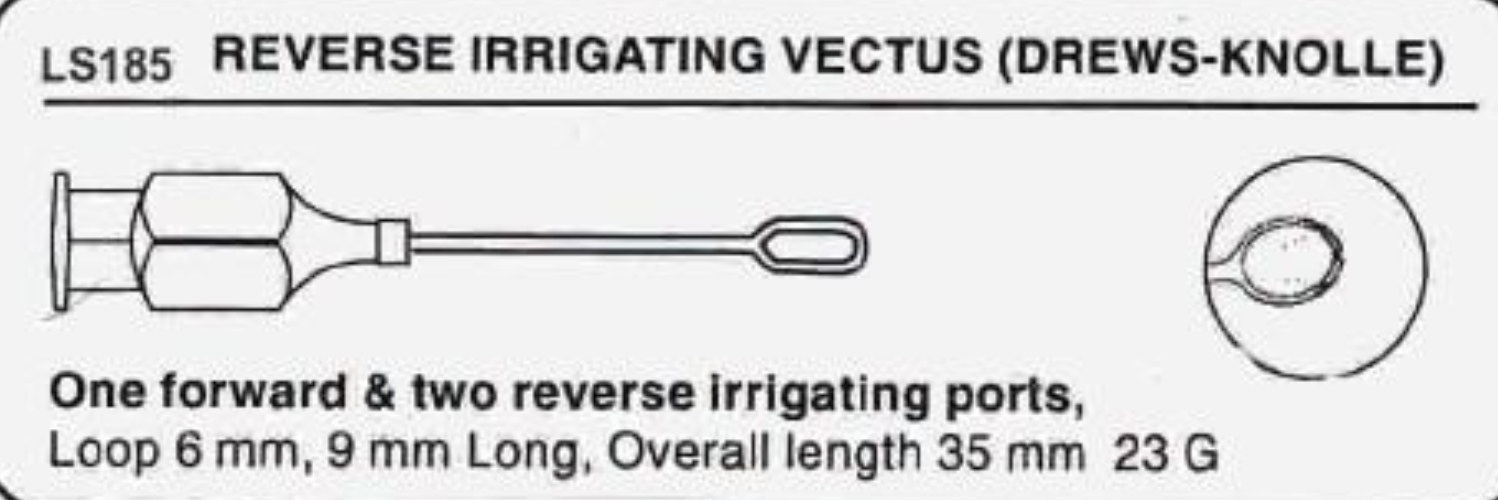 LS185 REVERSE IRRIGATING VECTUS (DREWS-KNOLLE)
One forward & two reverse irrigating ports,
Loop 6 mm, 9 mm Long, Overall length 35 mm 23 G